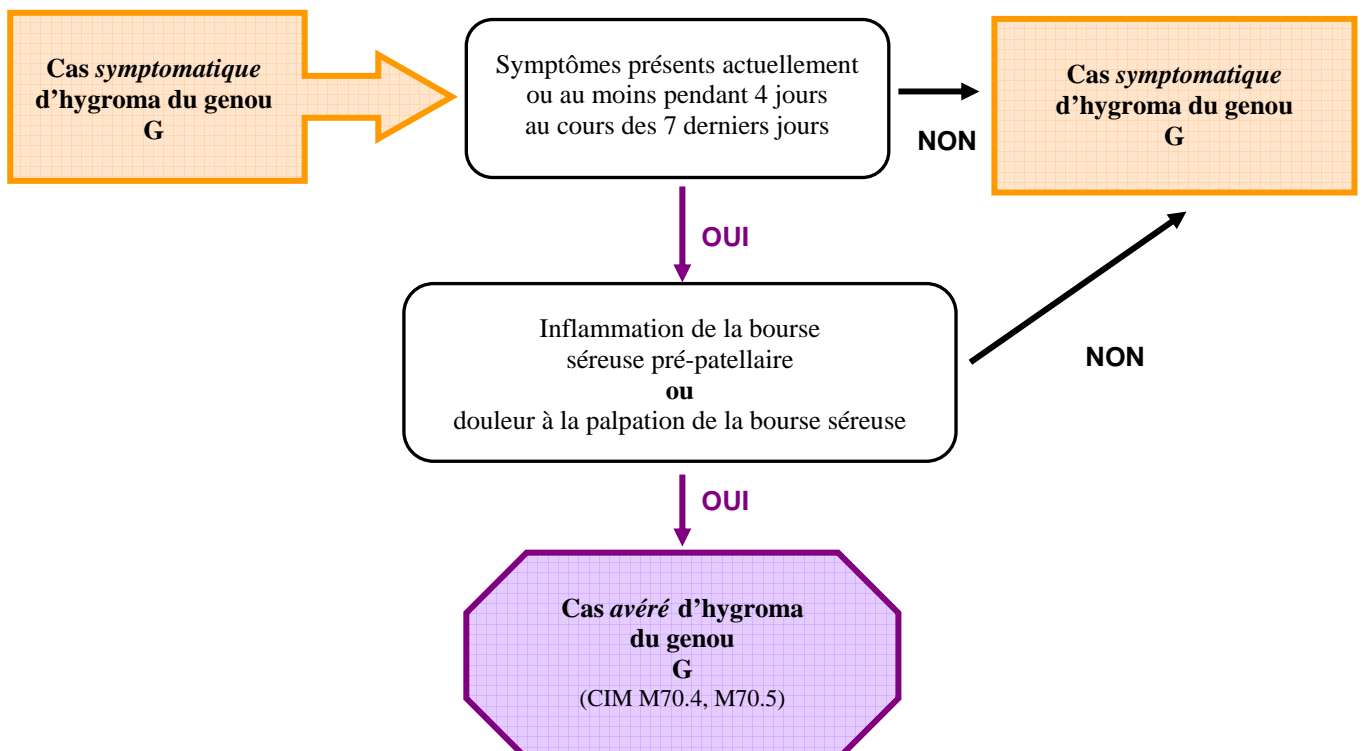 Cas symptomatique
d’hygroma du genou
G
Symptômes présents actuellement
ou au moins pendant 4 jours
au cours des 7 derniers jours
NON
Cas symptomatique
d’hygroma du genou
G
OUI
Inflammation de la bourse
séreuse pré-patellaire
ou
douleur à la palpation de la bourse séreuse
NON
OUI
Cas avéré d’hygroma
du genou
G
(CIM M70.4, M70.5)